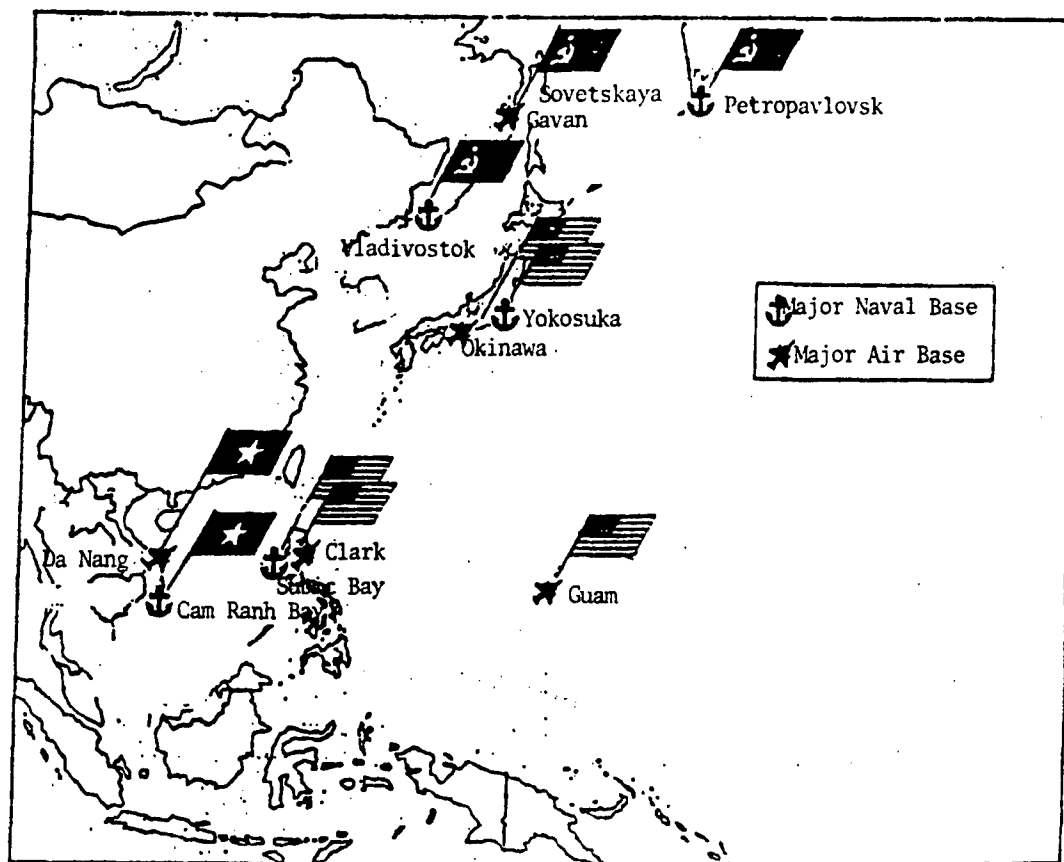 Sovetskaya
Gavan
Petropavlovsk
Vladivostok
Yokosuka
Okinawa
Major Naval Base
Major Air Base
Da Nang
Clark
Subic Bay
Cam Ranh Bay
Guam